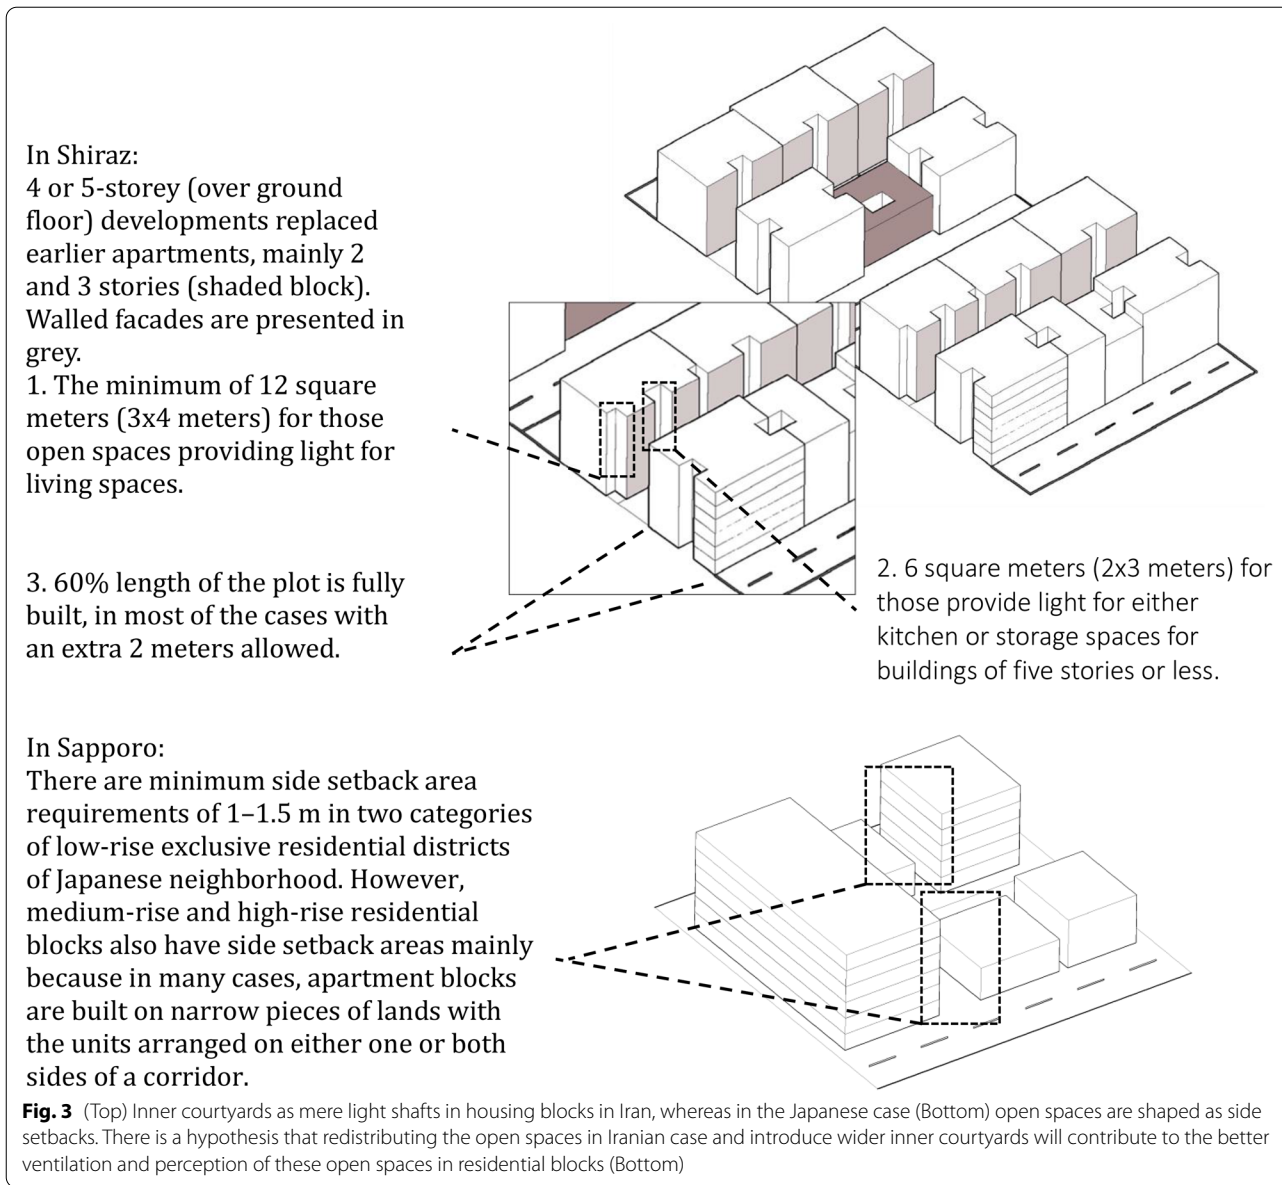 In Shiraz:
4 or 5-storey (over ground
floor) developments replaced
earlier apartments, mainly 2
and 3 stories (shaded block).
Walled facades are presented in
grey.
1. The minimum of 12 square
meters (3x4 meters) for those
open spaces providing light for
living spaces.
3. 60% length of the plot is fully
built, in most of the cases with
an extra 2 meters allowed.
2. 6 square meters (2x3 meters) for
those provide light for either
kitchen or storage spaces for
buildings of five stories or less.
In Sapporo:
There are minimum side setback area
requirements of 1–1.5 m in two categories
of low-rise exclusive residential districts
of Japanese neighborhood. However,
medium-rise and high-rise residential
blocks also have side setback areas mainly
because in many cases, apartment blocks
are built on narrow pieces of lands with
the units arranged on either one or both
sides of a corridor.
Fig. 3 (Top) Inner courtyards as mere light shafts in housing blocks in Iran, whereas in the Japanese case (Bottom) open spaces are shaped as side
setbacks. There is a hypothesis that redistributing the open spaces in Iranian case and introduce wider inner courtyards will contribute to the better
ventilation and perception of these open spaces in residential blocks (Bottom)